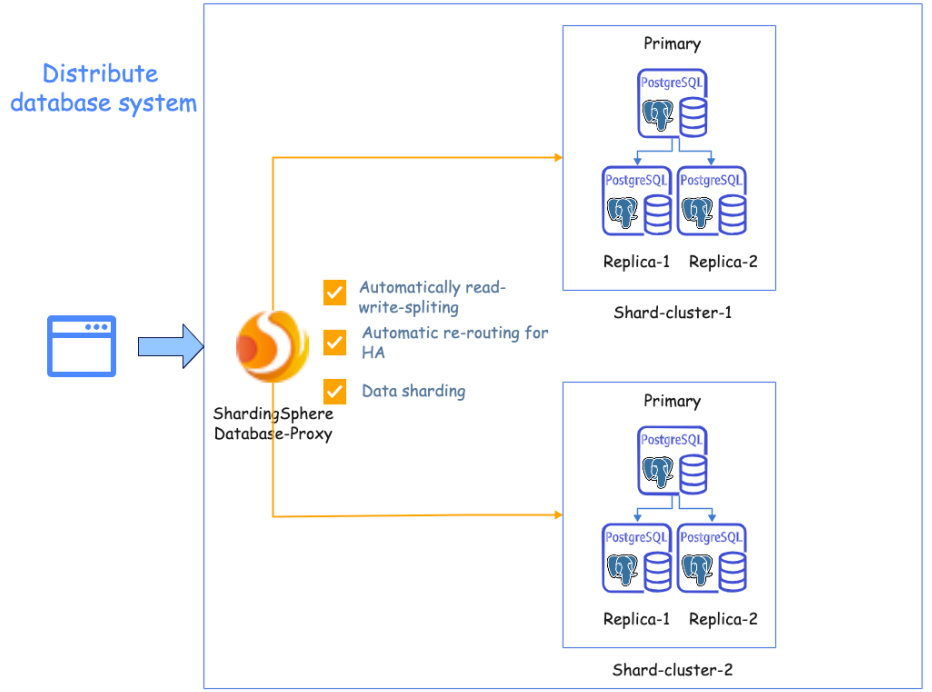 Distribute
database system
Primary
PostgreSQL
PostgreSQL
PostgreSQL
Replica-1
Replica-2
Shard-cluster-1
Automatically read-
write-spliting
Automatic re-routing for
HA
Data sharding
ShardingSphere
Database-Proxy
Primary
PostgreSQL
PostgreSQL
PostgreSQL
Replica-1
Replica-2
Shard-cluster-2